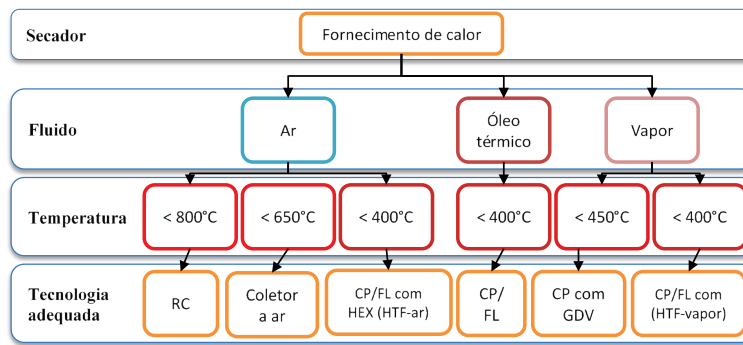 Secador
Fornecimento de calor
Fluido
Ar
Óleo
térmico
Vapor
Temperatura
< 800°C
< 650°C
< 400°C
< 400°C
< 450°C
< 400°C
Tecnologia
adequada
RC
Coletor
a ar
CP/FL com
HEX (HTF-ar)
CP/
FL
CP com
GDV
CP/FL com
(HTF-vapor)